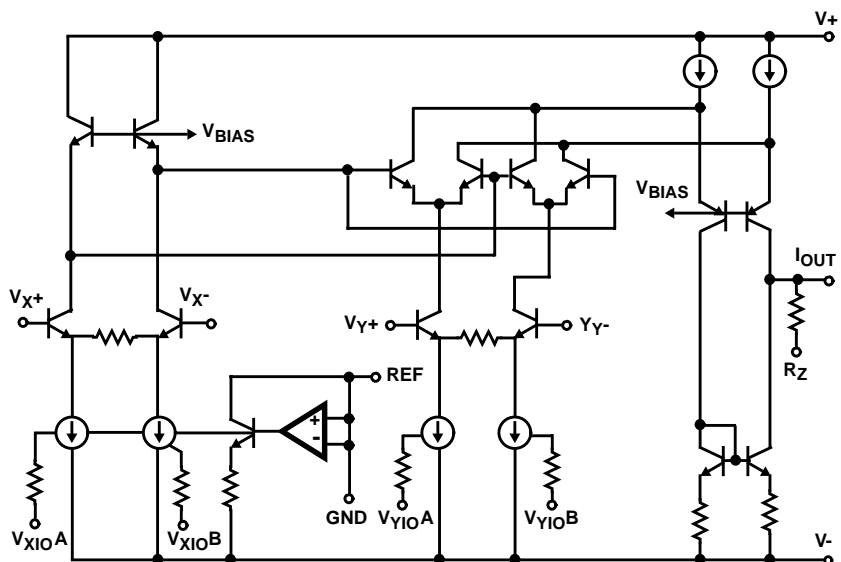 V+
VBIAS
VBIAS
IOUT
VX+
VX-
VY+
YY-
RZ
REF
+
-
GND
VXIOA
VXIOB
VYIOA
VYIOB
V-